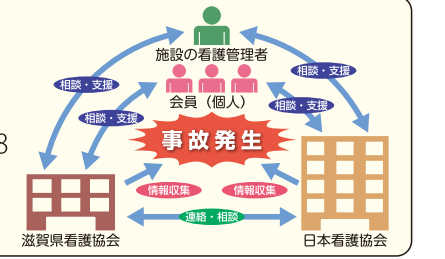 施設の看護管理者
相談・支援
相談・支援
会員（個人）
相談・支援
相談・支援
事故発生
情報収集
情報収集
連絡・相談
滋賀県看護協会
日本看護協会